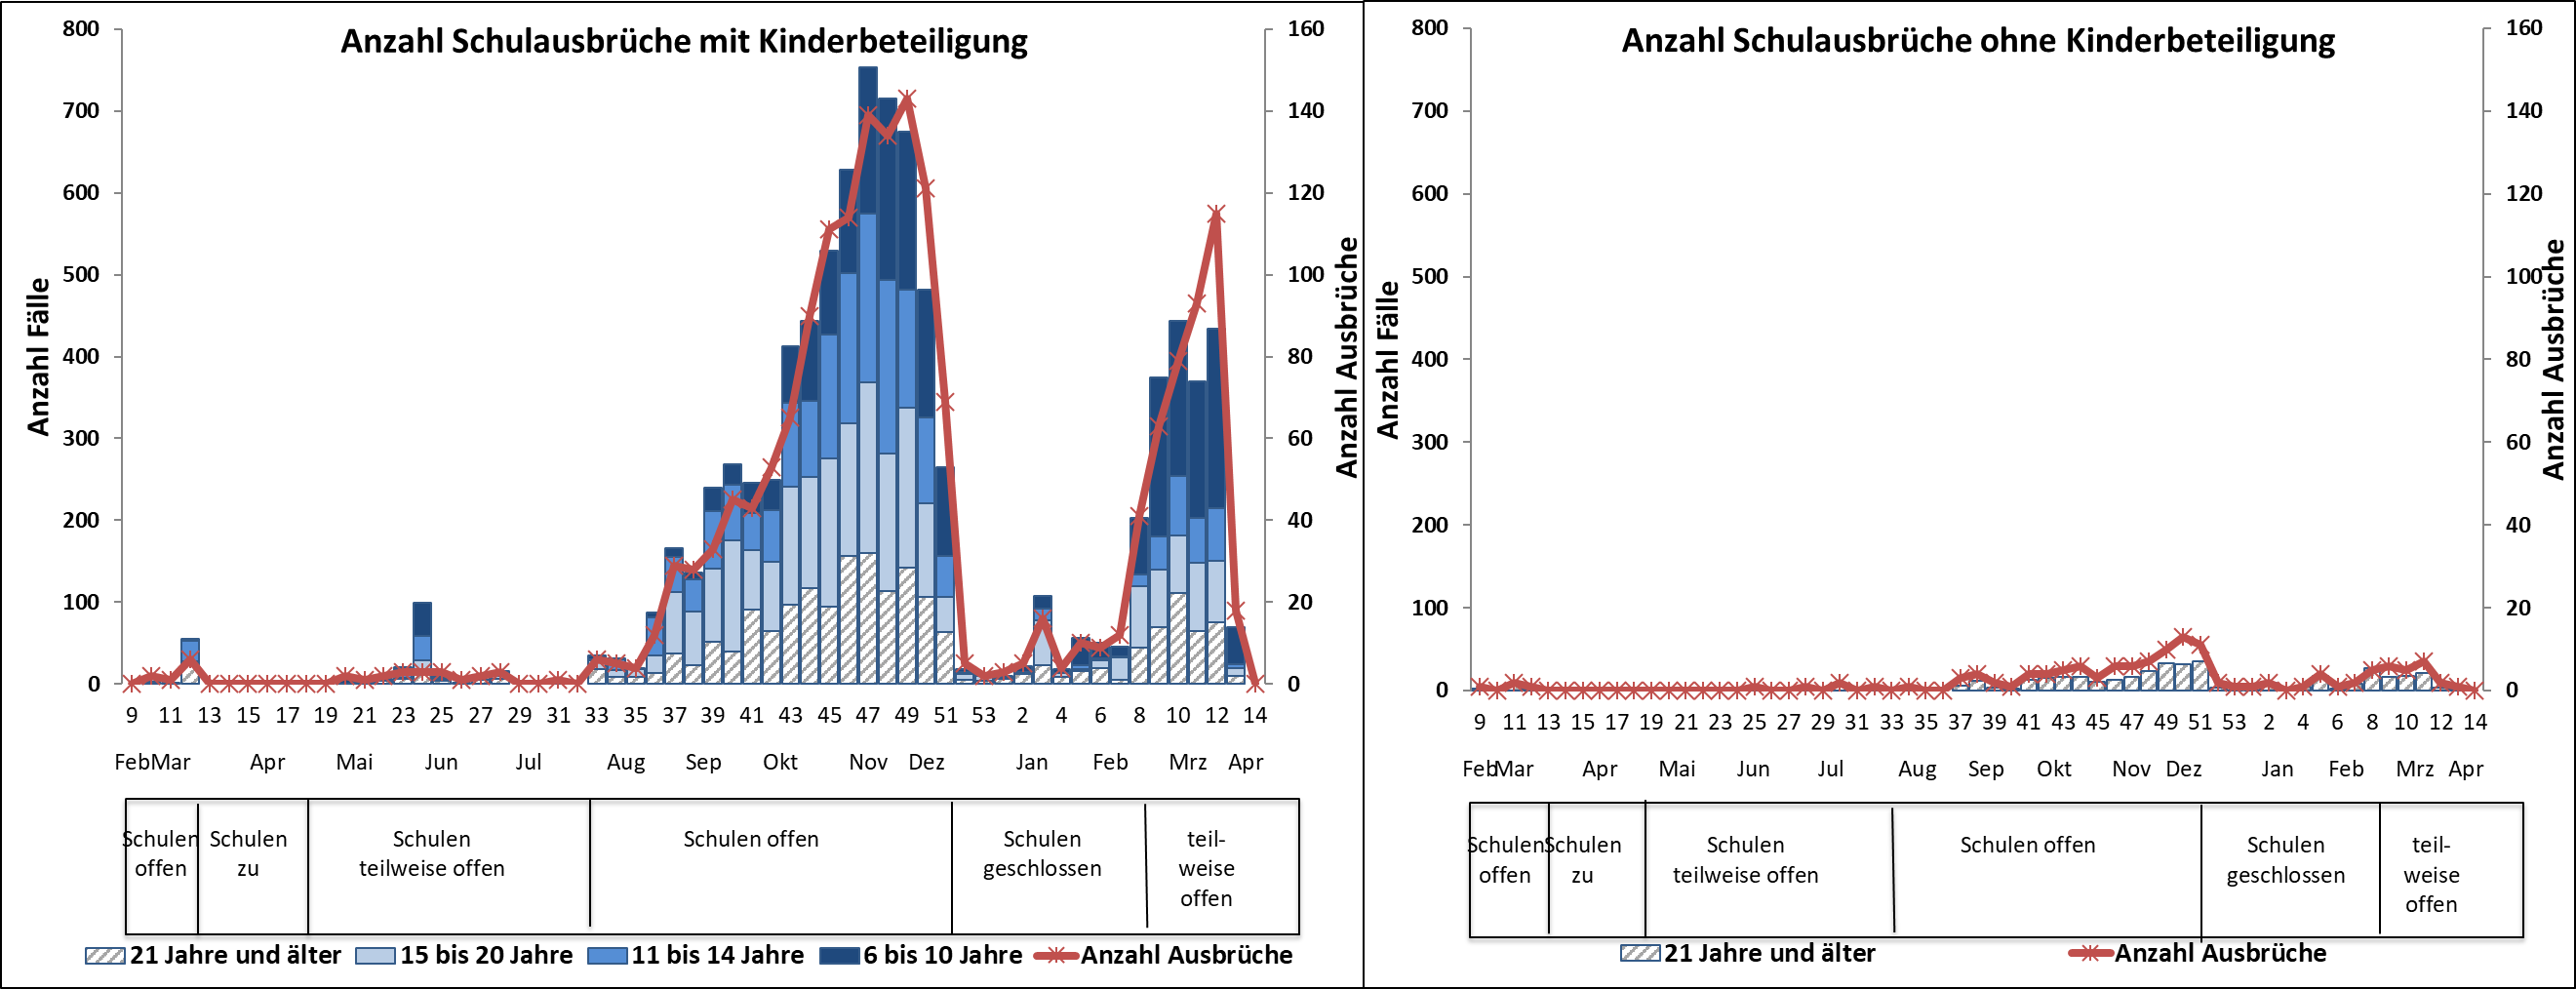 Anzahl Schulausbrüche mit Kinderbeteiligung
800
700
600
500
400
300
200
100
0
Anzahl Fälle
160
140
120
100
80
60
40
20
0
Anzahl Ausbrüche
9 11 13 15 17 19 21 23 25 27 29 31 33 35 37 39 41 43 45 47 49 51 53 2 4 6 8 10 12 14
Feb Mar Apr Mai Jun Jul Aug Sep Okt Nov Dez Jan Feb Mrz Apr
Schulen
offen
Schulen
zu
Schulen
teilweise offen
Schulen offen
Schulen
geschlossen
teil-
weise
offen
21 Jahre und älter 15 bis 20 Jahre 11 bis 14 Jahre 6 bis 10 Jahre Anzahl Ausbrüche
Anzahl Schulausbrüche ohne Kinderbeteiligung
800
700
600
500
400
300
200
100
0
Anzahl Fälle
160
140
120
100
80
60
40
20
0
Anzahl Ausbrüche
9 11 13 15 17 19 21 23 25 27 29 31 33 35 37 39 41 43 45 47 49 51 53 2 4 6 8 10 12 14
Feb Mar Apr Mai Jun Jul Aug Sep Okt Nov Dez Jan Feb Mrz Apr
Schulen
offen
Schulen
zu
Schulen
teilweise offen
Schulen offen
Schulen
geschlossen
teil-
weise
offen
21 Jahre und älter Anzahl Ausbrüche